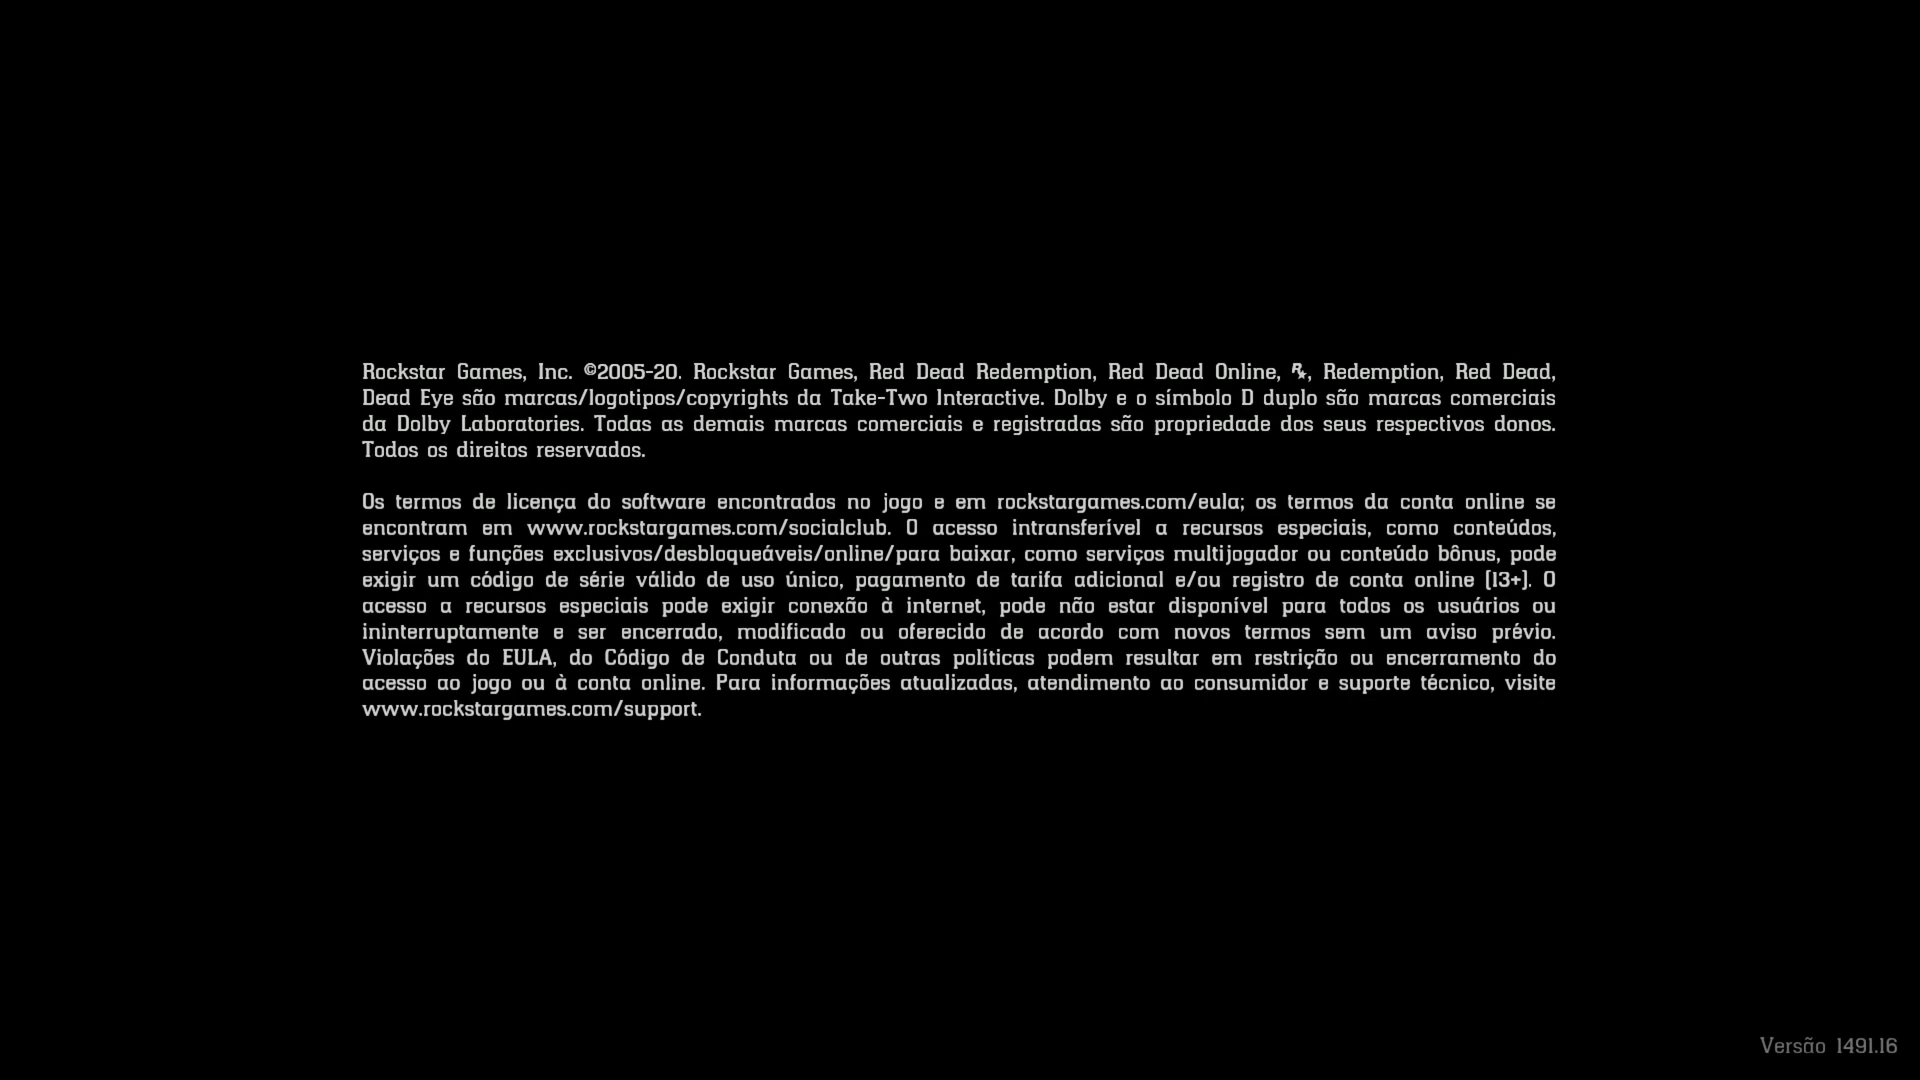 Rockstar Games, Inc. ©2005-20. Rockstar Games, Red Dead Redemption, Red Dead Online, R★, Redemption, Red Dead,
Dead Eye são marcas/logotipos/copyrights da Take-Two Interactive. Dolby e o símbolo D duplo são marcas comerciais
da Dolby Laboratories. Todas as demais marcas comerciais e registradas são propriedade dos seus respectivos donos.
Todos os direitos reservados.
Os termos de licença do software encontrados no jogo e em rockstargames.com/eula; os termos da conta online se
encontram em www.rockstargames.com/socialclub. O acesso intransferível a recursos especiais, como conteúdos,
serviços e funções exclusivos/desbloqueáveis/online/para baixar, como serviços multijogador ou conteúdo bônus, pode
exigir um código de série válido de uso único, pagamento de tarifa adicional e/ou registro de conta online (13+). O
acesso a recursos especiais pode exigir conexão à internet, pode não estar disponível para todos os usuários ou
ininterruptamente e ser encerrado, modificado ou oferecido de acordo com novos termos sem um aviso prévio.
Violações do EULA, do Código de Conduta ou de outras políticas podem resultar em restrição ou encerramento do
acesso ao jogo ou à conta online. Para informações atualizadas, atendimento ao consumidor e suporte técnico, visite
www.rockstargames.com/support.
Versão 1491.16